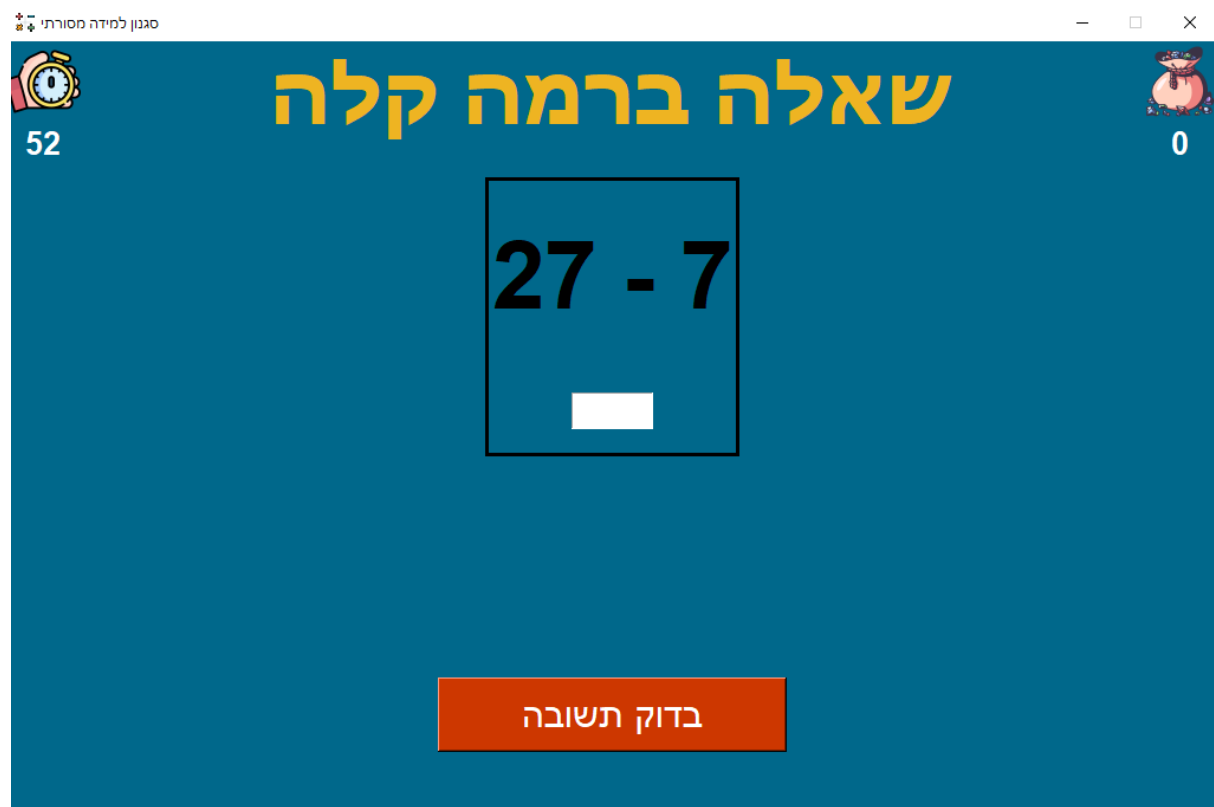 סגנון למידה מסורתי
שאלה ברמה קלה
0
52
27 - 7
בדוק תשובה